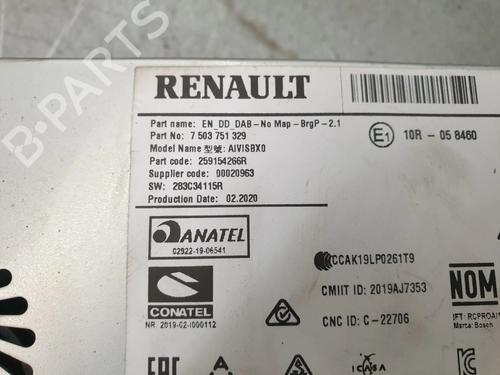 B-PARTS
RENAULT
Part name: EN_DD_DAB-No Map-BrgP-2.1
Part No: 7 503 751 329
Model Name 型號: AIVISBX0
Part code: 259154266R
Supplier code: 00020963
SW: 283C34115R
Production Date: 02.2020
E1 10R - 05 8460
ANATEL
02922-19-06541
CONATEL
NR: 2019-02-I000112
CCAK19LP0261T9
CMIIT ID: 2019AJ7353
CNC ID: C-22706
NOM
IFT: RCPROAI
Marca: Bosch
EAC
ICASA